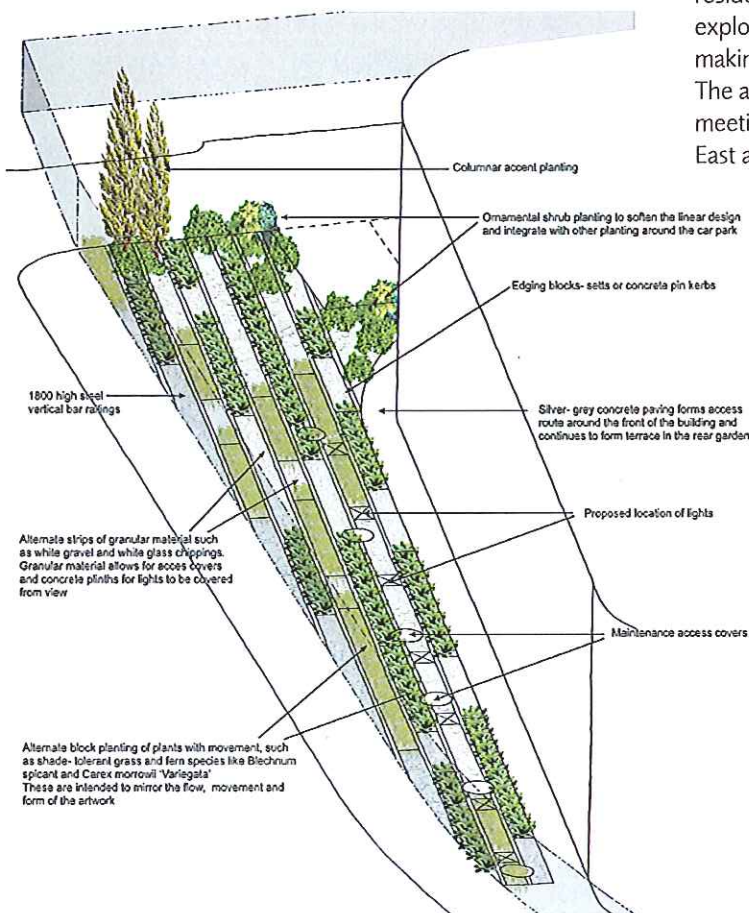 reside
explo
makin
The a
meeti
East a
Columnar accent planting
Ornamental shrub planting to soften the linear design
and integrate with other planting around the car park
Edging blocks- setts or concrete pin kerbs
1800 high steel
vertical bar railings
Silver- grey concrete paving forms access
route around the front of the building and
continues to form terrace in the rear garden
Alternate strips of granular material such
as white gravel and white glass chippings.
Granular material allows for acces covers
and concrete plinths for lights to be covered
from view
Proposed location of lights
Maintenance access covers
Alternate block planting of plants with movement, such
as shade- tolerant grass and fern species like Blechnum
spicant and Carex morrowii 'Variegata'
These are intended to mirror the flow, movement and
form of the artwork